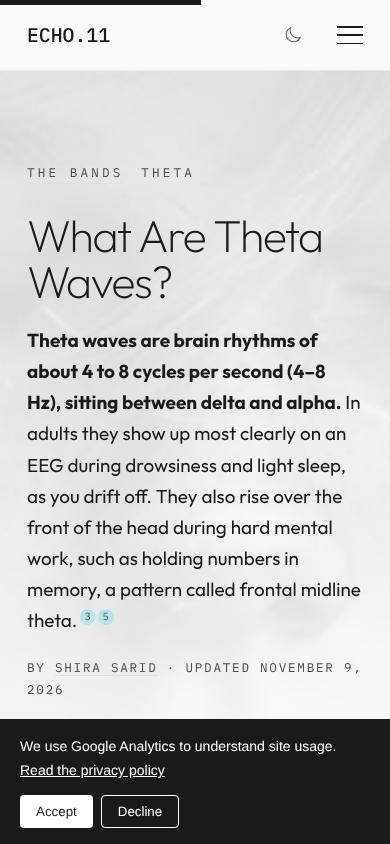 ECHO.11
THE BANDS THETA
What Are Theta
Waves?
Theta waves are brain rhythms of
about 4 to 8 cycles per second (4–8
Hz), sitting between delta and alpha. In
adults they show up most clearly on an
EEG during drowsiness and light sleep,
as you drift off. They also rise over the
front of the head during hard mental
work, such as holding numbers in
memory, a pattern called frontal midline
theta. 3 5
BY SHIRA SARID · UPDATED NOVEMBER 9,
2026
We use Google Analytics to understand site usage.
Read the privacy policy
Accept Decline